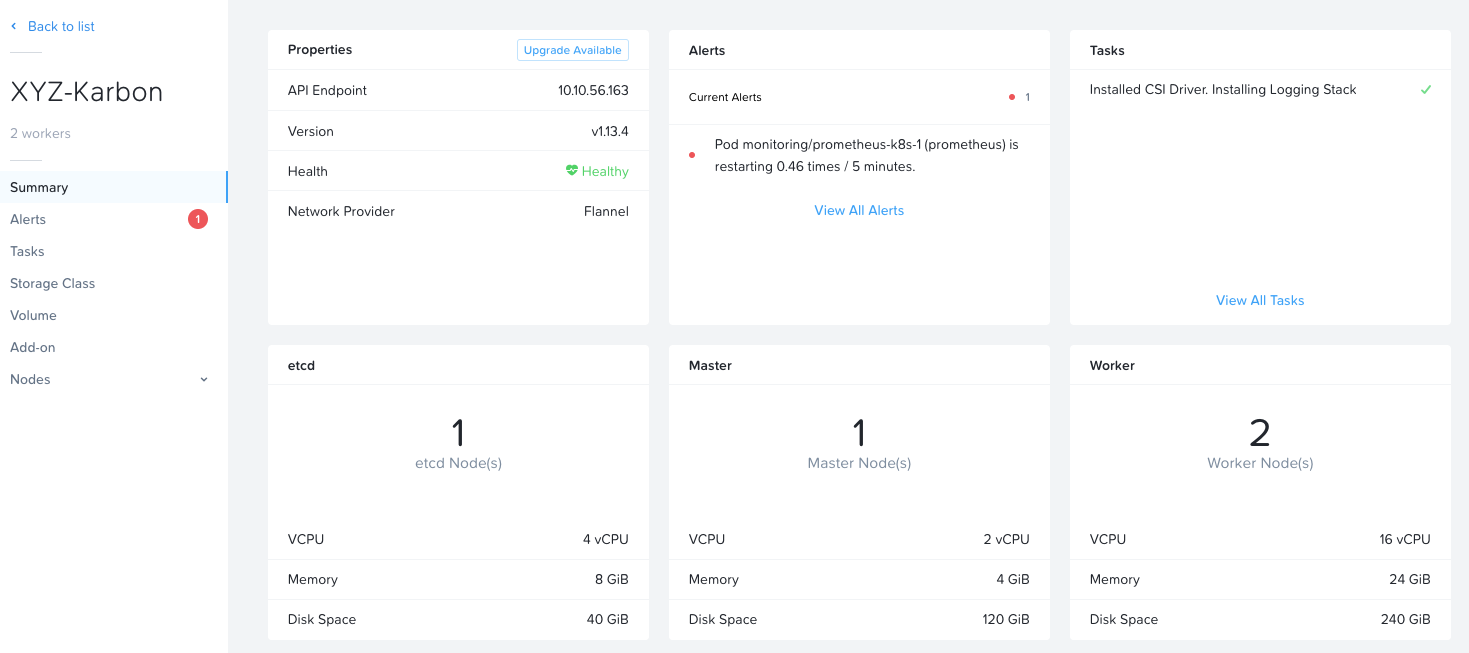 Back to list
XYZ-Karbon
2 workers
Summary
Alerts 1
Tasks
Storage Class
Volume
Add-on
Nodes
Properties Upgrade Available
API Endpoint 10.10.56.163
Version v1.13.4
Health Healthy
Network Provider Flannel
Alerts
Current Alerts 1
Pod monitoring/prometheus-k8s-1 (prometheus) is
restarting 0.46 times / 5 minutes.
View All Alerts
Tasks
Installed CSI Driver. Installing Logging Stack
View All Tasks
etcd
1
etcd Node(s)
VCPU 4 vCPU
Memory 8 GiB
Disk Space 40 GiB
Master
1
Master Node(s)
VCPU 2 vCPU
Memory 4 GiB
Disk Space 120 GiB
Worker
2
Worker Node(s)
VCPU 16 vCPU
Memory 24 GiB
Disk Space 240 GiB